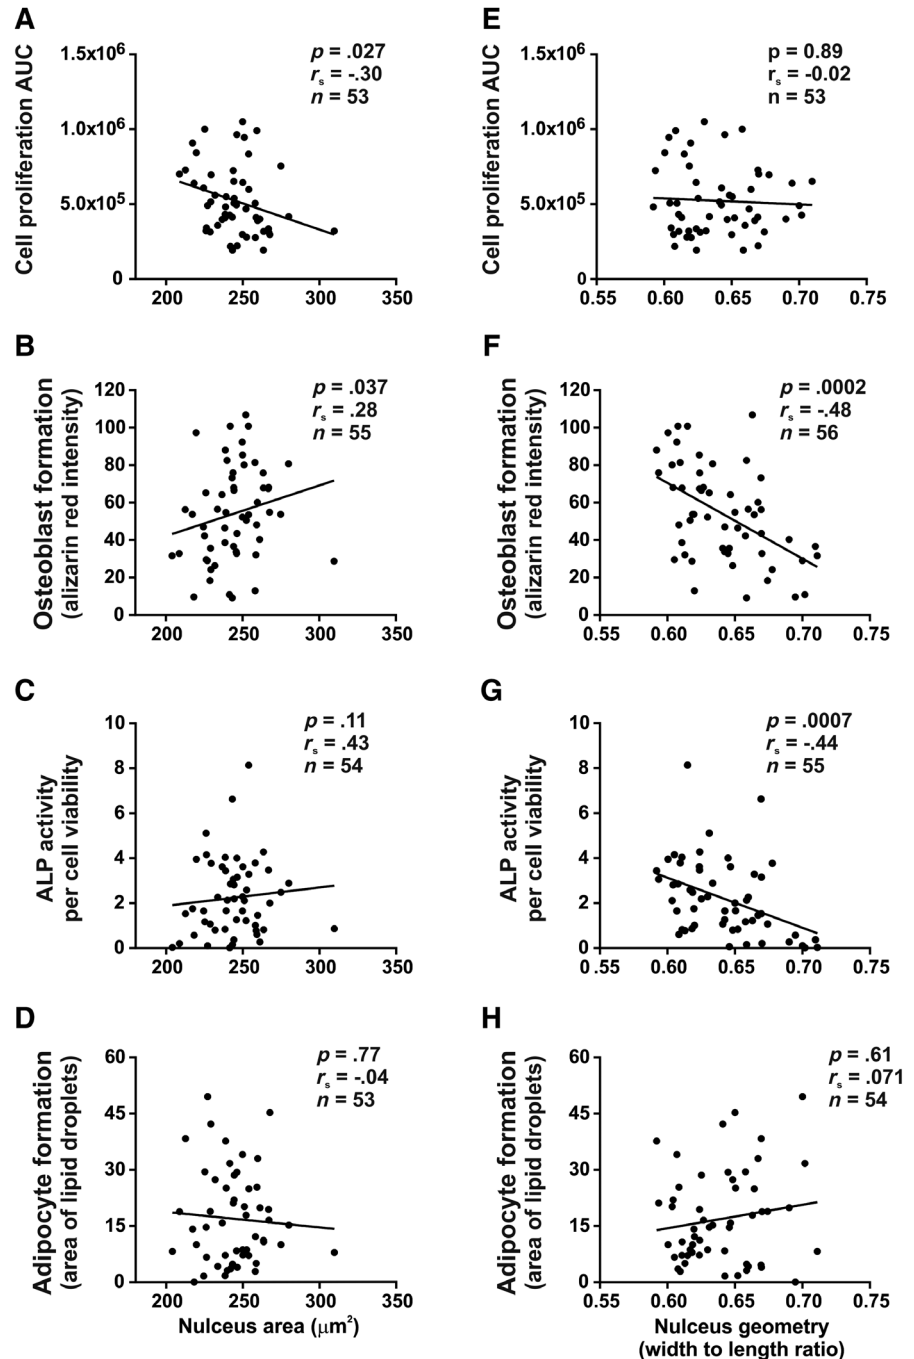 A
Cell proliferation AUC
1.5x10⁶
1.0x10⁶
5.0x10⁵
0
p = .027
rₛ = -.30
n = 53
200 250 300 350
E
Cell proliferation AUC
1.5x10⁶
1.0x10⁶
5.0x10⁵
0
p = 0.89
rₛ = -0.02
n = 53
0.55 0.60 0.65 0.70 0.75
B
Osteoblast formation
(alizarin red intensity)
120
100
80
60
40
20
0
p = .037
rₛ = .28
n = 55
200 250 300 350
F
Osteoblast formation
(alizarin red intensity)
120
100
80
60
40
20
0
p = .0002
rₛ = -.48
n = 56
0.55 0.60 0.65 0.70 0.75
C
ALP activity
per cell viability
10
8
6
4
2
0
p = .11
rₛ = .43
n = 54
200 250 300 350
G
ALP activity
per cell viability
10
8
6
4
2
0
p = .0007
rₛ = -.44
n = 55
0.55 0.60 0.65 0.70 0.75
D
Adipocyte formation
(area of lipid droplets)
60
45
30
15
0
p = .77
rₛ = -.04
n = 53
200 250 300 350
Nulceus area (µm²)
H
Adipocyte formation
(area of lipid droplets)
60
45
30
15
0
p = .61
rₛ = .071
n = 54
0.55 0.60 0.65 0.70 0.75
Nulceus geometry
(width to length ratio)